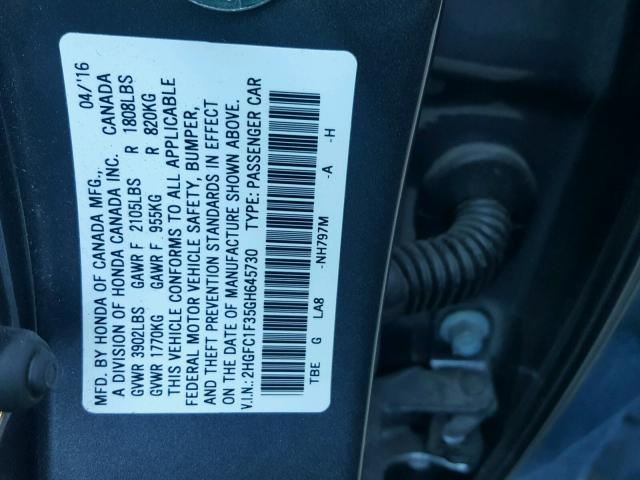 MFD. BY HONDA OF CANADA MFG., 04/'16
A DIVISION OF HONDA CANADA INC. CANADA
GVWR 3902LBS GAWR F 2105LBS R 1808LBS
GVWR 1770KG GAWR F 955KG R 820KG
THIS VEHICLE CONFORMS TO ALL APPLICABLE
FEDERAL MOTOR VEHICLE SAFETY, BUMPER,
AND THEFT PREVENTION STANDARDS IN EFFECT
ON THE DATE OF MANUFACTURE SHOWN ABOVE.
V.I.N.: 2HGFC1F35GH645730 TYPE: PASSENGER CAR
TBE G LA8 -NH797M -A -H